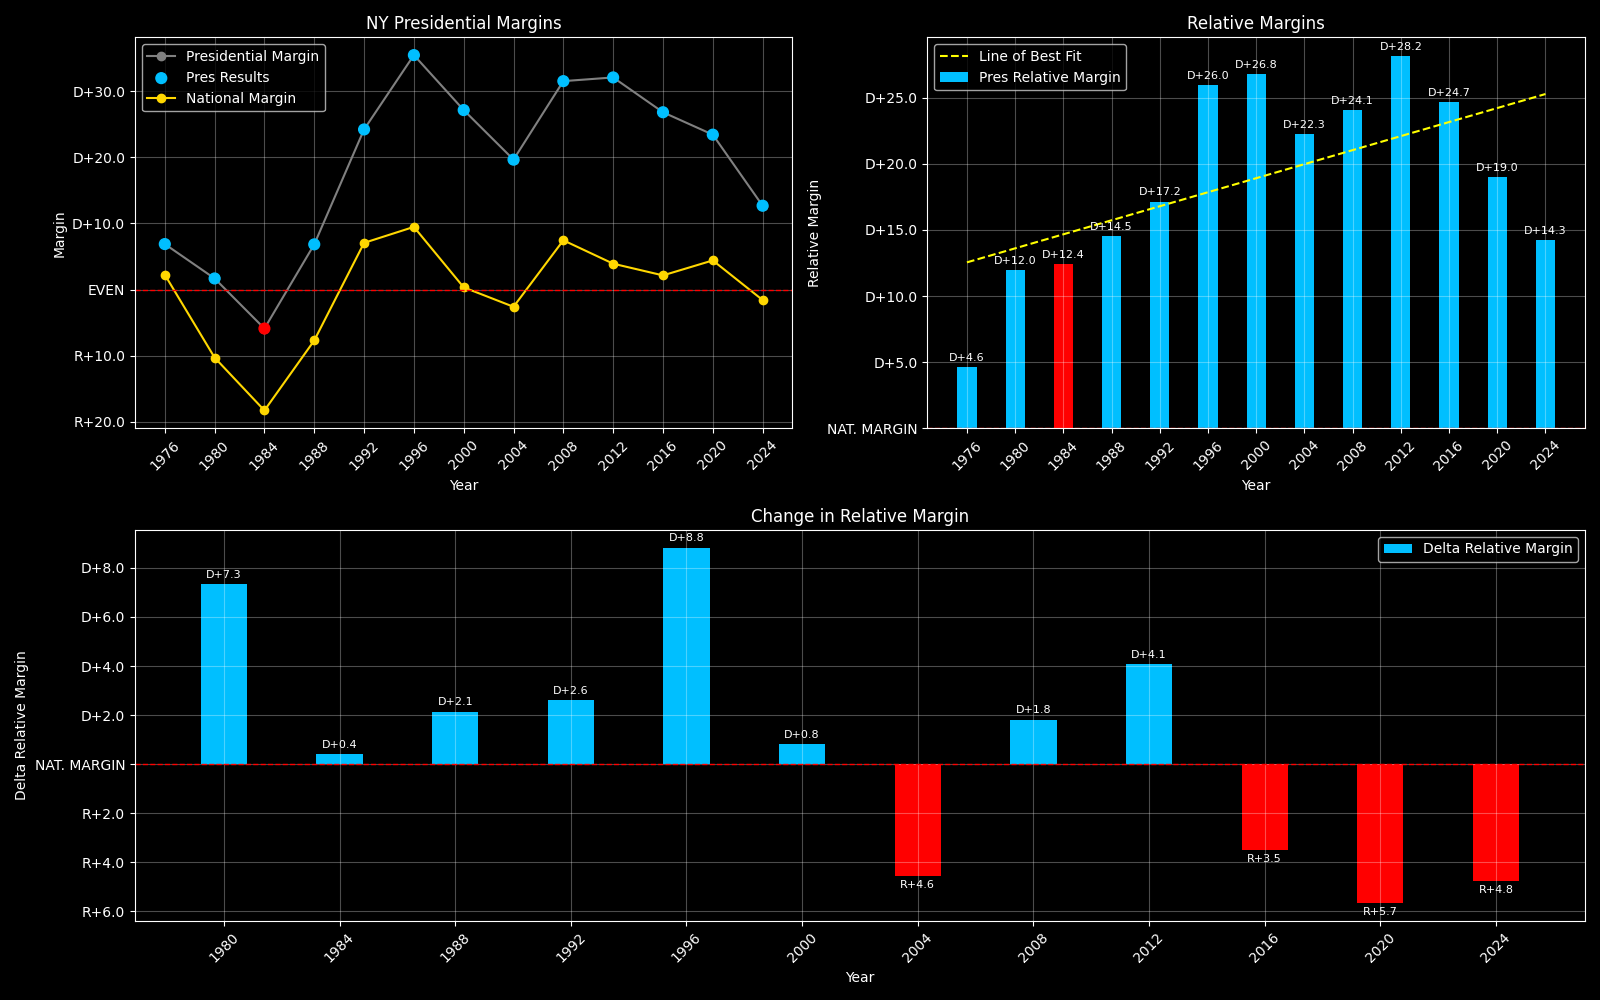 NY Presidential Margins
Presidential Margin
Pres Results
National Margin
Margin
D+30.0
D+20.0
D+10.0
EVEN
R+10.0
R+20.0
1976
1980
1984
1988
1992
1996
2000
2004
2008
2012
2016
2020
2024
Year
Relative Margins
Line of Best Fit
Pres Relative Margin
Relative Margin
D+25.0
D+20.0
D+15.0
D+10.0
D+5.0
NAT. MARGIN
D+4.6
D+12.0
D+12.4
D+14.5
D+17.2
D+26.0
D+26.8
D+22.3
D+24.1
D+28.2
D+24.7
D+19.0
D+14.3
1976
1980
1984
1988
1992
1996
2000
2004
2008
2012
2016
2020
2024
Year
Change in Relative Margin
Delta Relative Margin
Delta Relative Margin
D+8.0
D+6.0
D+4.0
D+2.0
NAT. MARGIN
R+2.0
R+4.0
R+6.0
D+7.3
D+0.4
D+2.1
D+2.6
D+8.8
D+0.8
R+4.6
D+1.8
D+4.1
R+3.5
R+5.7
R+4.8
1980
1984
1988
1992
1996
2000
2004
2008
2012
2016
2020
2024
Year